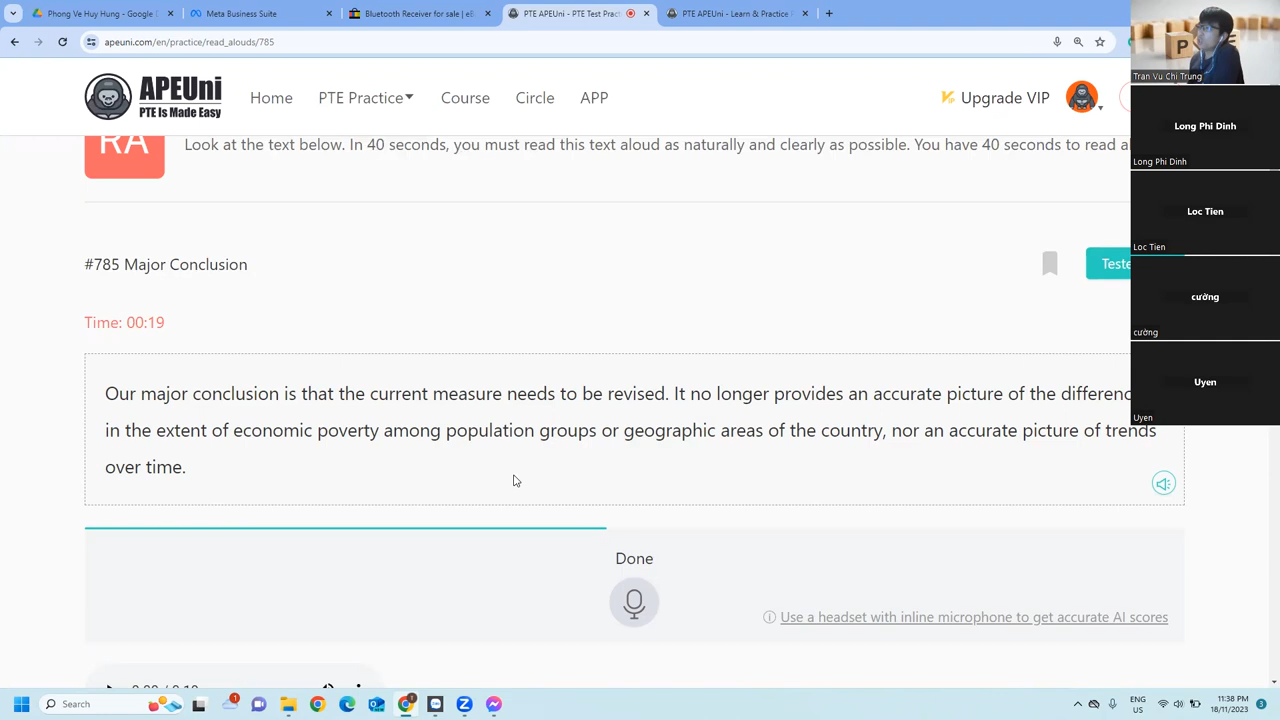 Phong Ve Huy Hung - Google D
Meta Business Suite
Bluetooth Receiver for sale | eB
PTE APEUni - PTE Test Prac
PTE APEUni - Learn & Practice P
apeuni.com/en/practice/read_alouds/785
APEUni
PTE Is Made Easy
Home
PTE Practice
Course
Circle
APP
Upgrade VIP
RA
Look at the text below. In 40 seconds, you must read this text aloud as naturally and clearly as possible. You have 40 seconds to read al
#785 Major Conclusion
Teste
Time: 00:19
Our major conclusion is that the current measure needs to be revised. It no longer provides an accurate picture of the differenc
in the extent of economic poverty among population groups or geographic areas of the country, nor an accurate picture of trends
over time.
Done
Use a headset with inline microphone to get accurate AI scores
P
E
Tran Vu Chi Trung
Long Phi Dinh
Long Phi Dinh
Loc Tien
Loc Tien
cường
cường
Uyen
Uyen
Search
ENG
US
11:38 PM
18/11/2023